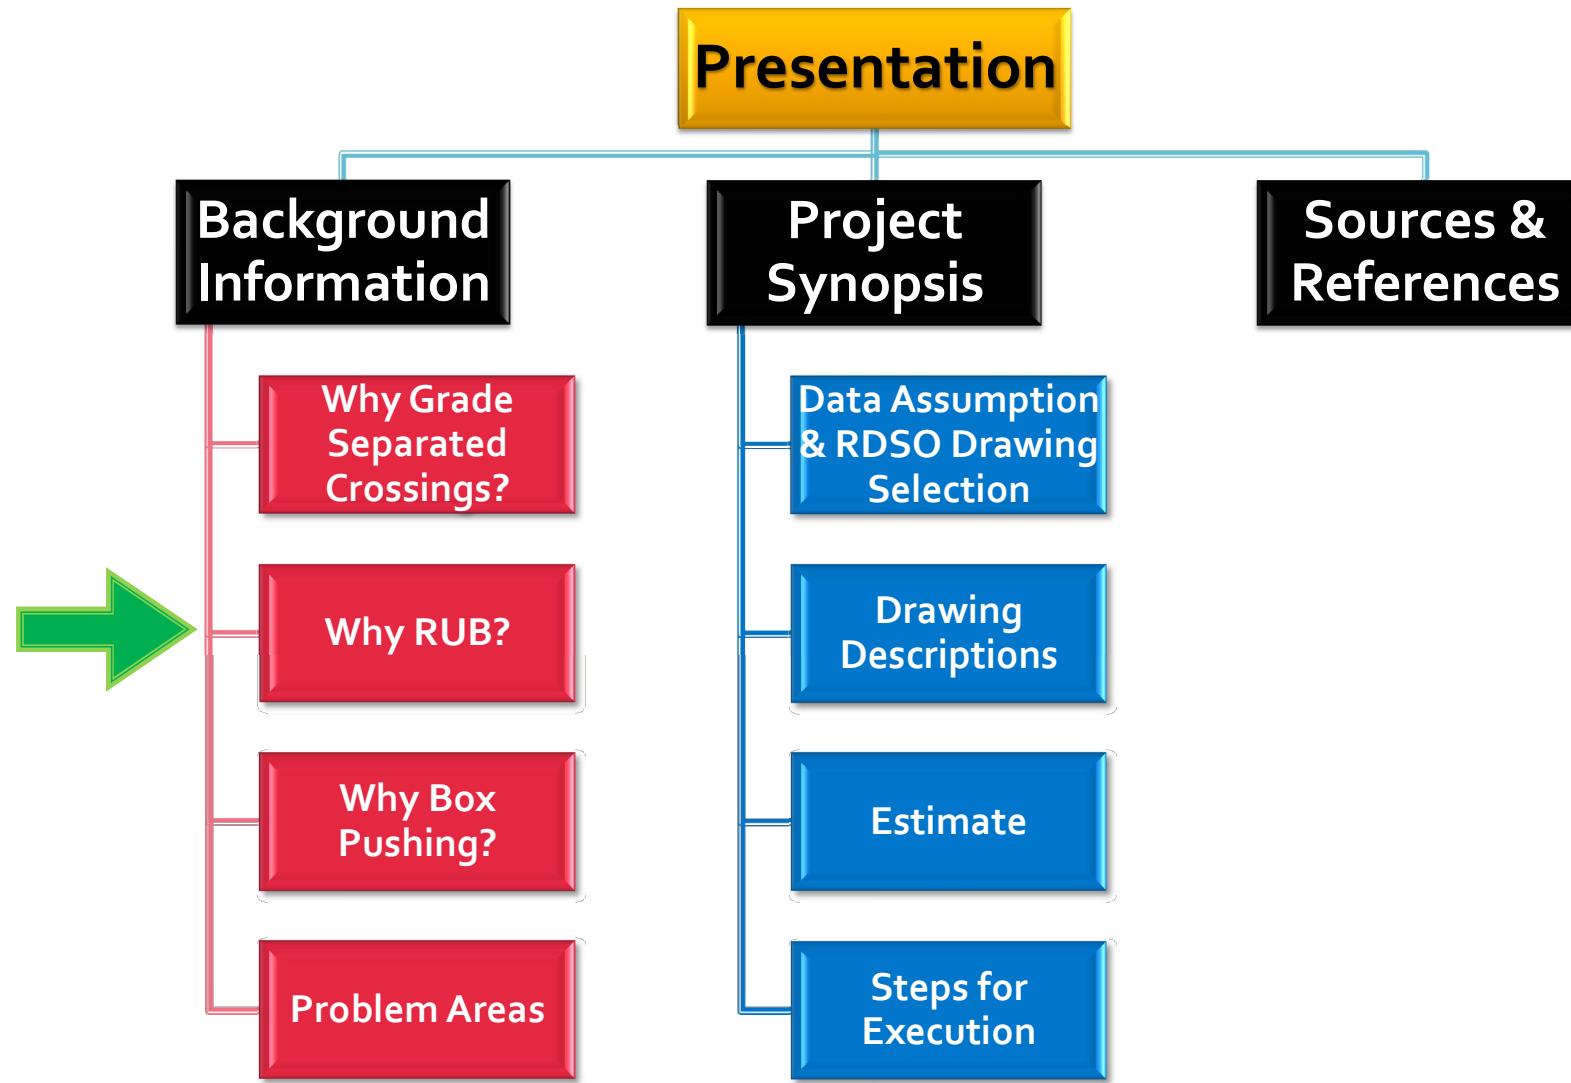 Presentation
Background
Information
Project
Synopsis
Sources &
References
Why Grade
Separated
Crossings?
Why RUB?
Why Box
Pushing?
Problem Areas
Data Assumption
& RDSO Drawing
Selection
Drawing
Descriptions
Estimate
Steps for
Execution